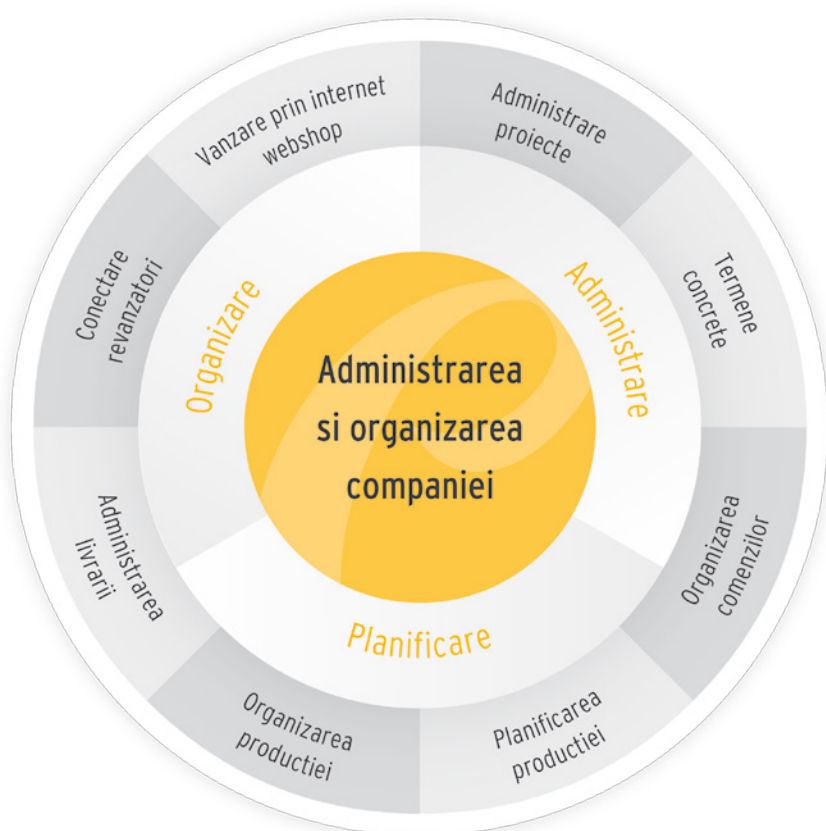 Administrarea
si organizarea
companiei
Organizare
Administrare
Planificare
Vanzare prin internet
webshop
Administrare
proiecte
Termene
concrete
Organizarea
comenzilor
Planificarea
productiei
Organizarea
productiei
Administrarea
livrarii
Conectare
revanzatori